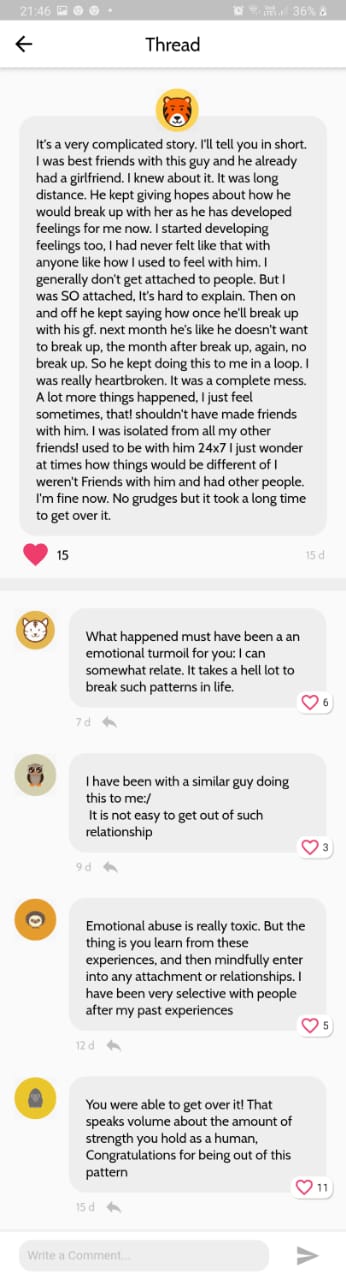 21:46
36%
Thread
It's a very complicated story. I'll tell you in short.
I was best friends with this guy and he already
had a girlfriend. I knew about it. It was long
distance. He kept giving hopes about how he
would break up with her as he has developed
feelings for me now. I started developing
feelings too, I had never felt like that with
anyone like how I used to feel with him. I
generally don't get attached to people. But I
was SO attached, It's hard to explain. Then on
and off he kept saying how once he'll break up
with his gf. next month he's like he doesn't want
to break up, the month after break up, again, no
break up. So he kept doing this to me in a loop. I
was really heartbroken. It was a complete mess.
A lot more things happened, I just feel
sometimes, that! shouldn't have made friends
with him. I was isolated from all my other
friends! used to be with him 24x7 I just wonder
at times how things would be different of I
weren't Friends with him and had other people.
I'm fine now. No grudges but it took a long time
to get over it.
15
15 d
What happened must have been a an
emotional turmoil for you: I can
somewhat relate. It takes a hell lot to
break such patterns in life.
6
7 d
I have been with a similar guy doing
this to me:/
It is not easy to get out of such
relationship
3
9 d
Emotional abuse is really toxic. But the
thing is you learn from these
experiences, and then mindfully enter
into any attachment or relationships. I
have been very selective with people
after my past experiences
5
12 d
You were able to get over it! That
speaks volume about the amount of
strength you hold as a human,
Congratulations for being out of this
pattern
11
15 d
Write a Comment...